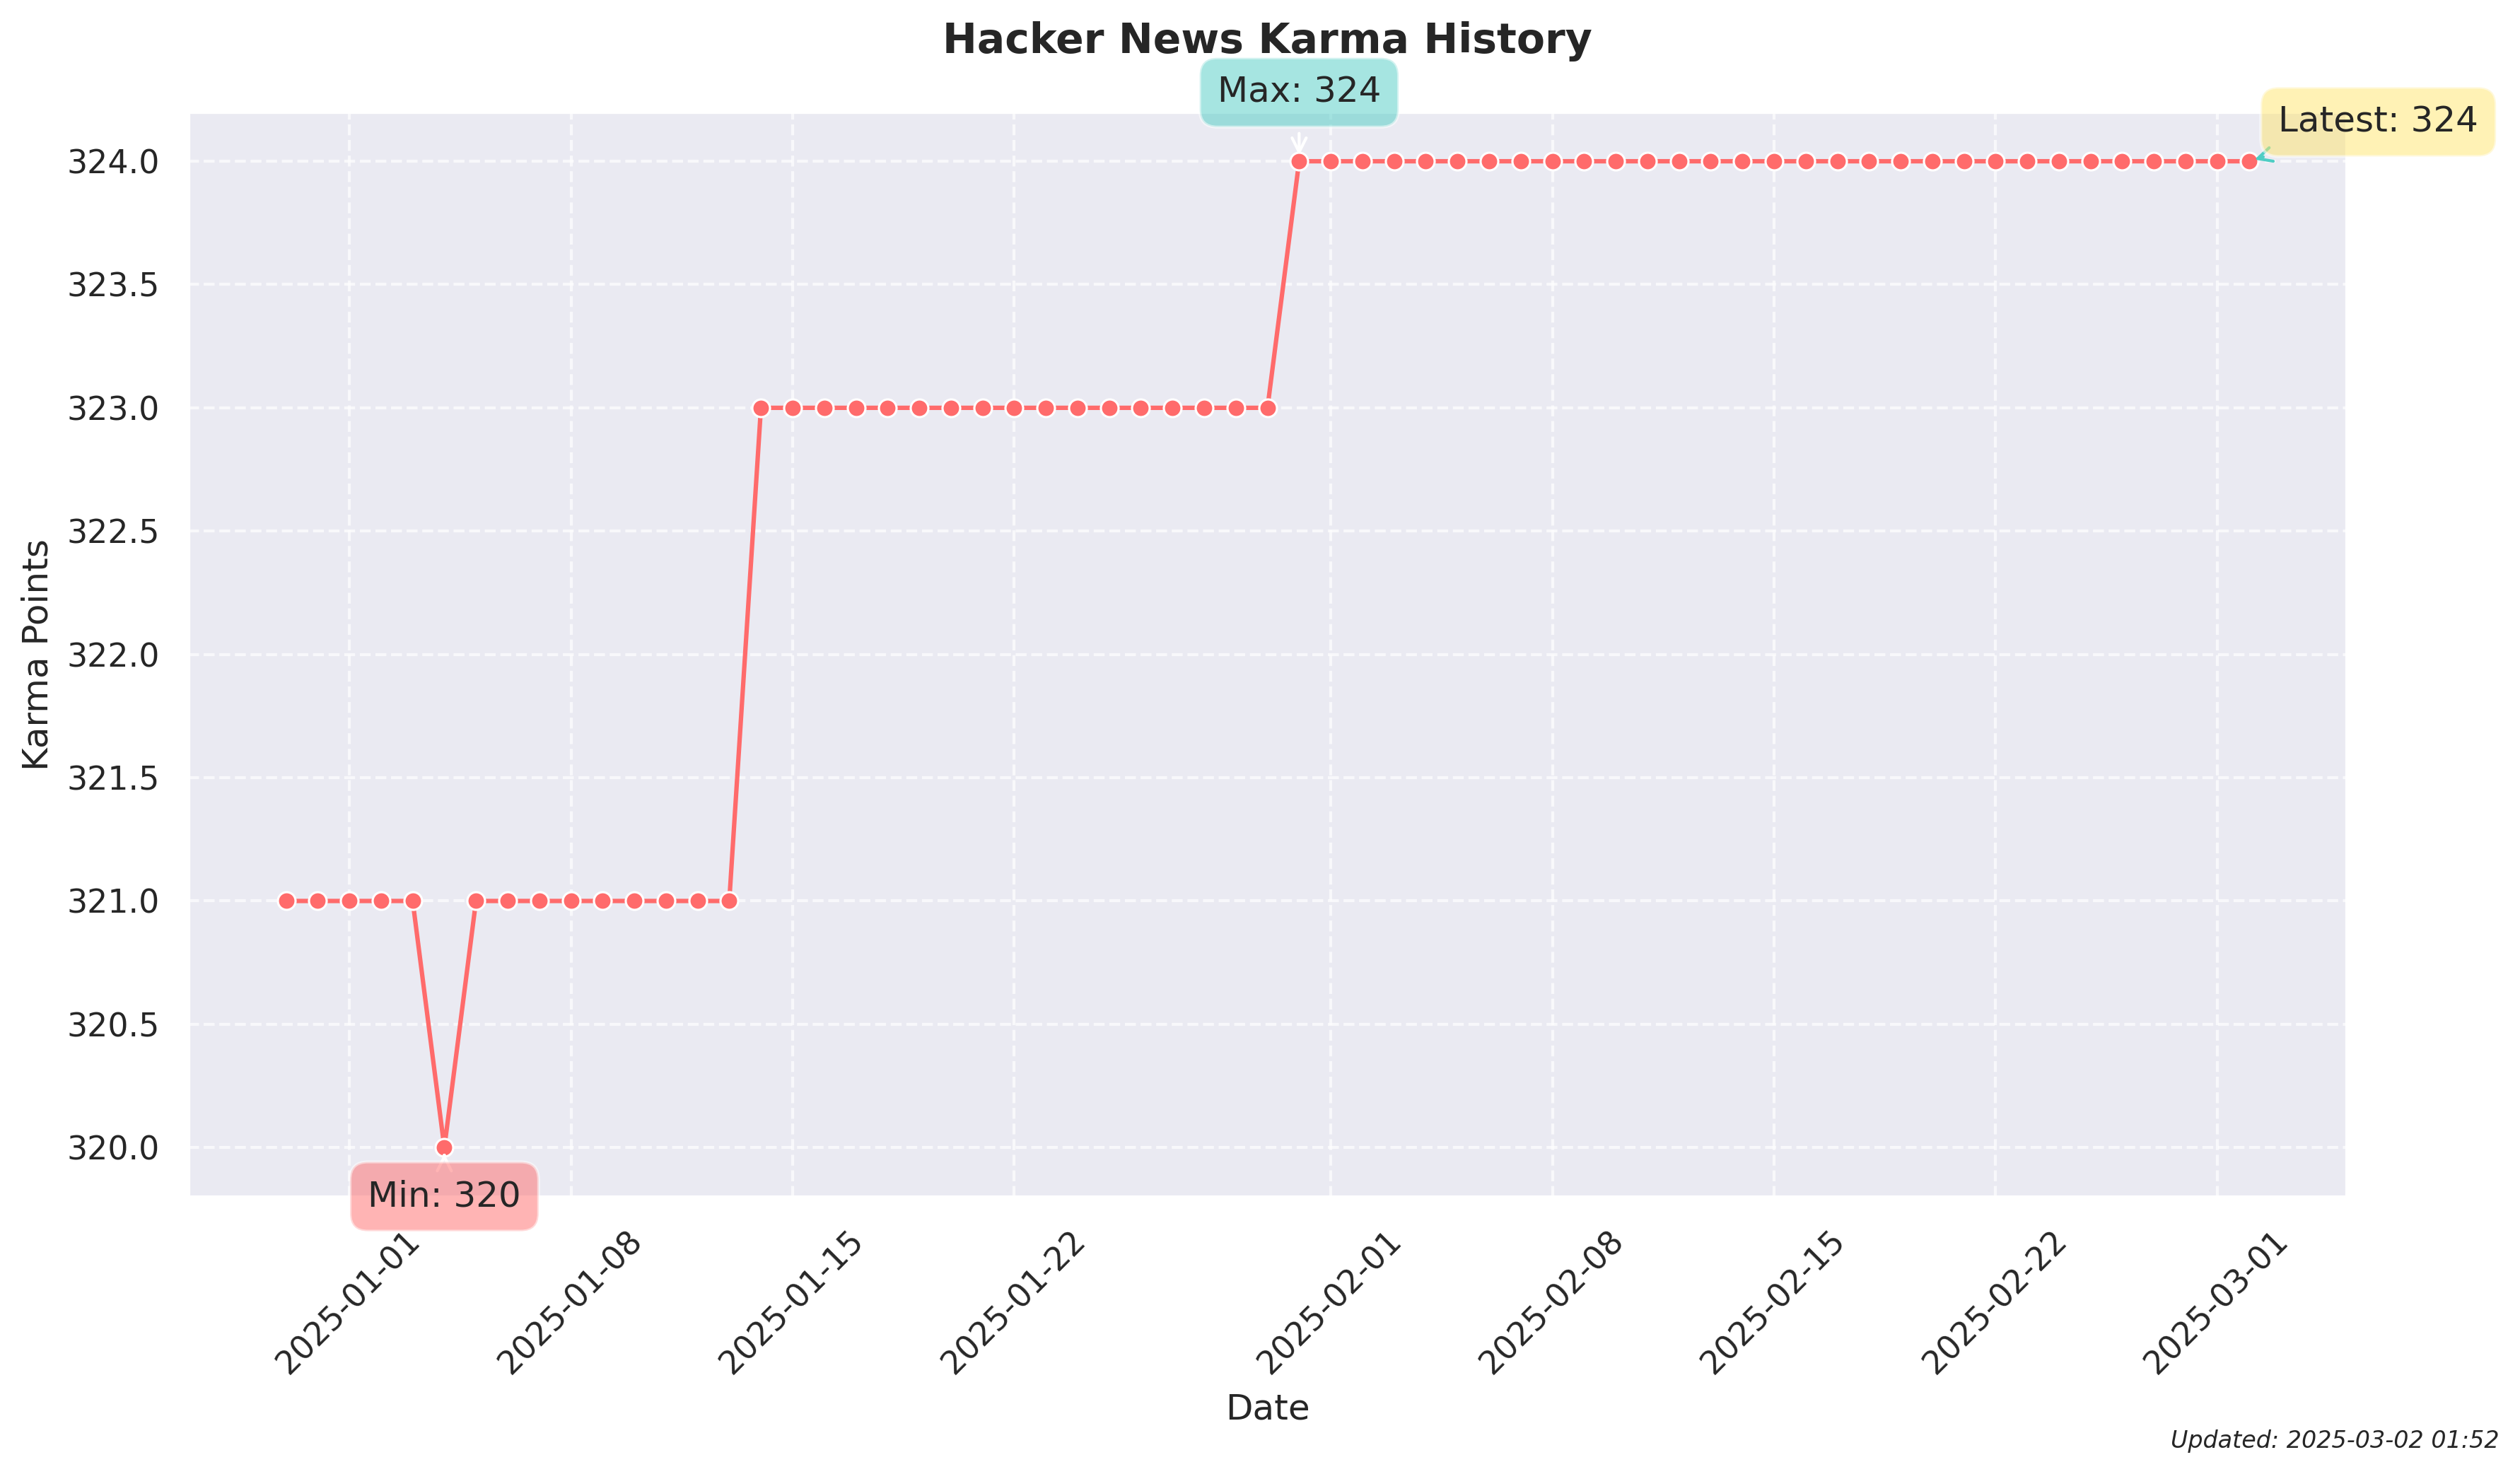 Hacker News Karma History
Max: 324
Latest: 324
324.0
323.5
323.0
322.5
322.0
321.5
321.0
320.5
320.0
Karma Points
Min: 320
2025-01-01
2025-01-08
2025-01-15
2025-01-22
2025-02-01
2025-02-08
2025-02-15
2025-02-22
2025-03-01
Date
Updated: 2025-03-02 01:52